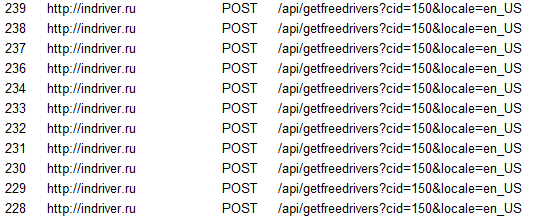 239 http://indriver.ru POST /api/getfreedrivers?cid=150&locale=en_US
238 http://indriver.ru POST /api/getfreedrivers?cid=150&locale=en_US
237 http://indriver.ru POST /api/getfreedrivers?cid=150&locale=en_US
236 http://indriver.ru POST /api/getfreedrivers?cid=150&locale=en_US
234 http://indriver.ru POST /api/getfreedrivers?cid=150&locale=en_US
233 http://indriver.ru POST /api/getfreedrivers?cid=150&locale=en_US
232 http://indriver.ru POST /api/getfreedrivers?cid=150&locale=en_US
231 http://indriver.ru POST /api/getfreedrivers?cid=150&locale=en_US
230 http://indriver.ru POST /api/getfreedrivers?cid=150&locale=en_US
229 http://indriver.ru POST /api/getfreedrivers?cid=150&locale=en_US
228 http://indriver.ru POST /api/getfreedrivers?cid=150&locale=en_US